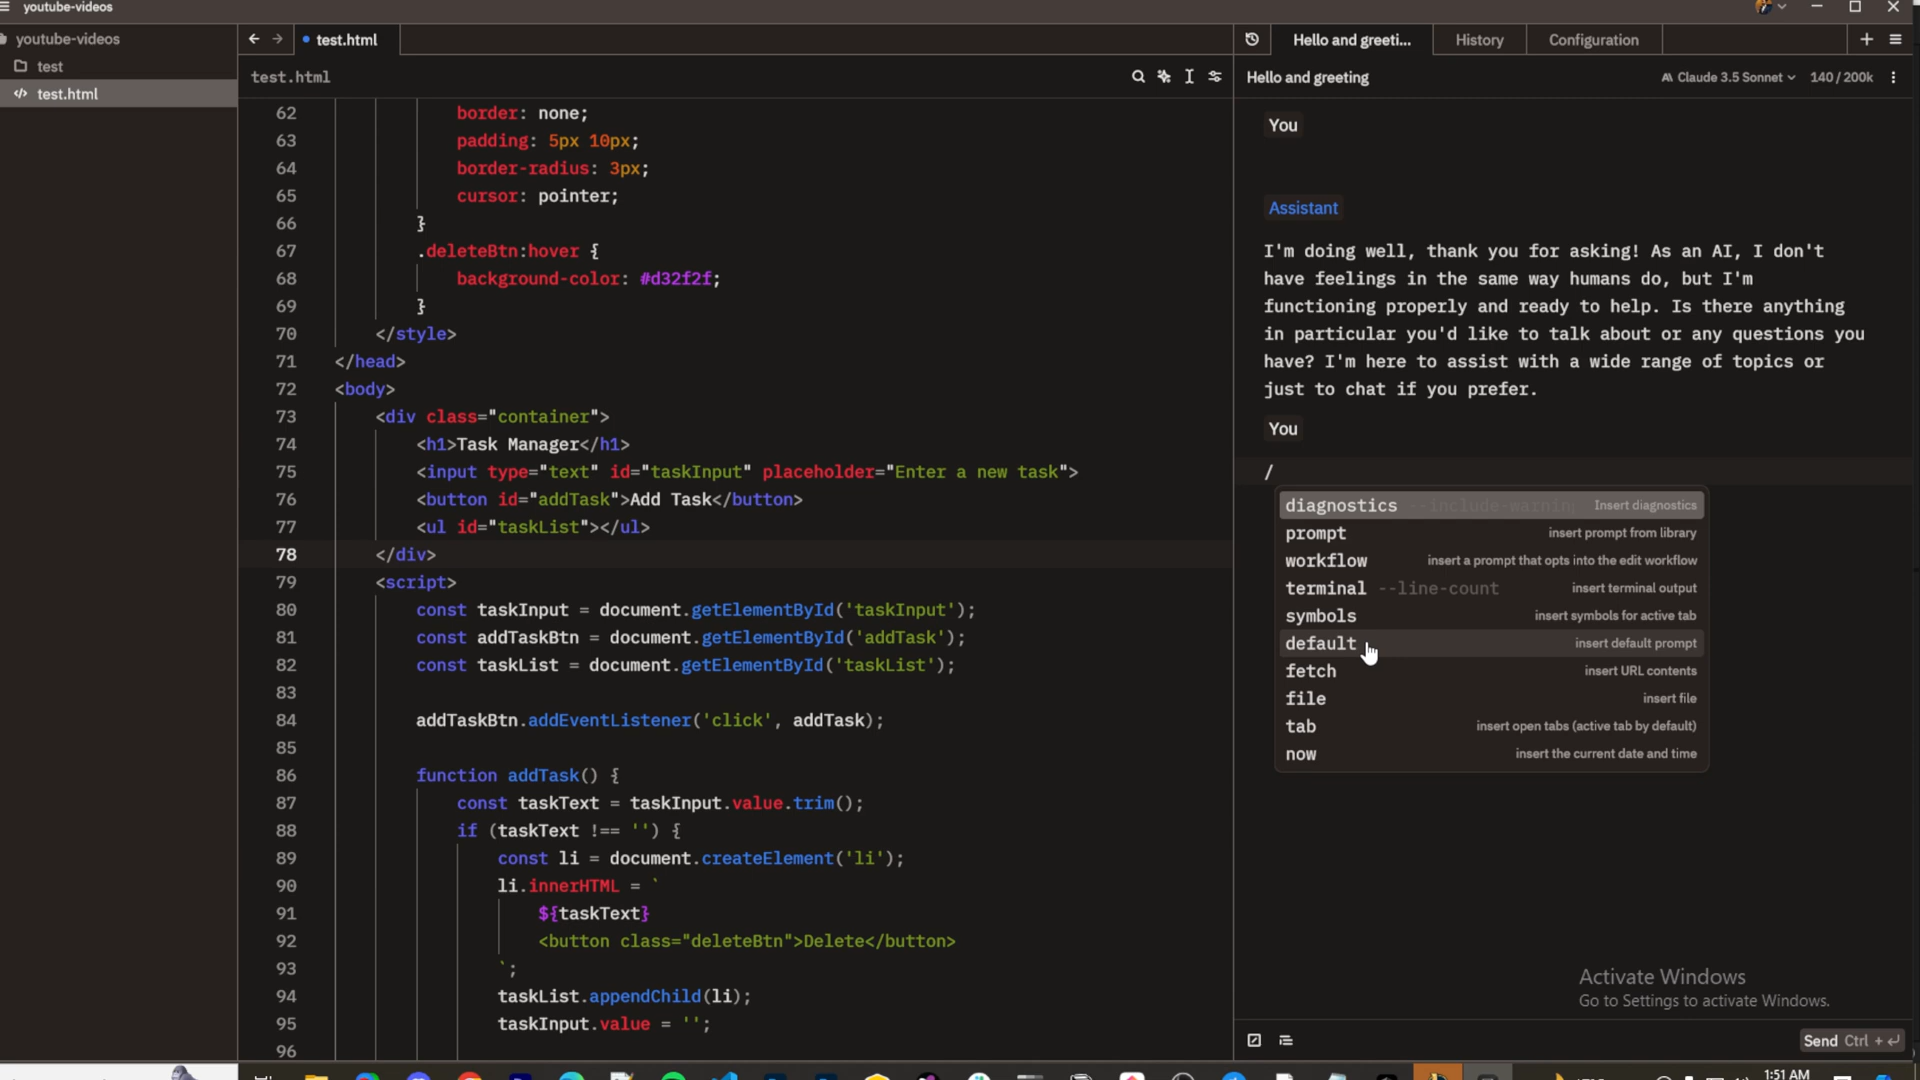 youtube-videos
youtube-videos
test
test.html
test.html
test.html
62 border: none;
63 padding: 5px 10px;
64 border-radius: 3px;
65 cursor: pointer;
66 }
67 .deleteBtn:hover {
68 background-color: #d32f2f;
69 }
70 </style>
71 </head>
72 <body>
73 <div class="container">
74 <h1>Task Manager</h1>
75 <input type="text" id="taskInput" placeholder="Enter a new task">
76 <button id="addTask">Add Task</button>
77 <ul id="taskList"></ul>
78 </div>
79 <script>
80 const taskInput = document.getElementById('taskInput');
81 const addTaskBtn = document.getElementById('addTask');
82 const taskList = document.getElementById('taskList');
83
84 addTaskBtn.addEventListener('click', addTask);
85
86 function addTask() {
87 const taskText = taskInput.value.trim();
88 if (taskText !== '') {
89 const li = document.createElement('li');
90 li.innerHTML = `
91 ${taskText}
92 <button class="deleteBtn">Delete</button>
93 `;
94 taskList.appendChild(li);
95 taskInput.value = '';
96
Hello and greeti... History Configuration
Hello and greeting Claude 3.5 Sonnet 140 / 200k
You
Assistant
I'm doing well, thank you for asking! As an AI, I don't
have feelings in the same way humans do, but I'm
functioning properly and ready to help. Is there anything
in particular you'd like to talk about or any questions you
have? I'm here to assist with a wide range of topics or
just to chat if you prefer.
You
/
diagnostics --include-warnin Insert diagnostics
prompt insert prompt from library
workflow insert a prompt that opts into the edit workflow
terminal --line-count insert terminal output
symbols insert symbols for active tab
default insert default prompt
fetch insert URL contents
file insert file
tab insert open tabs (active tab by default)
now insert the current date and time
Activate Windows
Go to Settings to activate Windows.
Send Ctrl +
1:51 AM